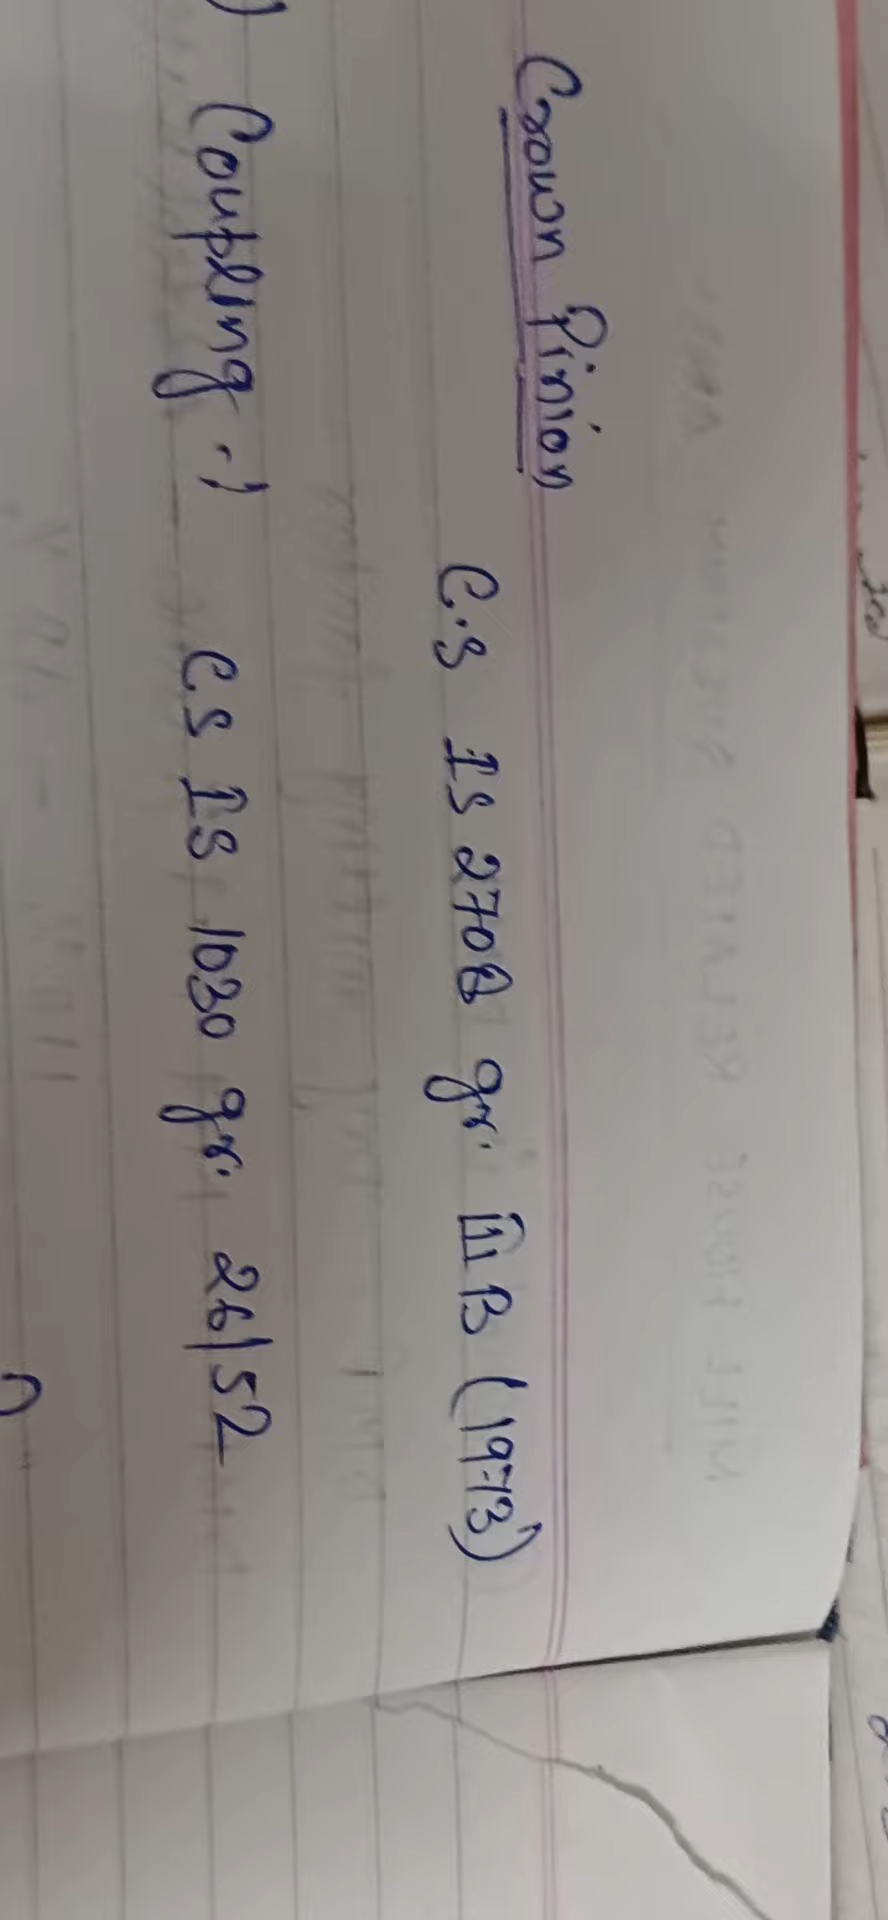 Crown Pinion
C.S IS 2708 gr. III B (1973)
Coupling :) CS IS 1030 gr. 26/52